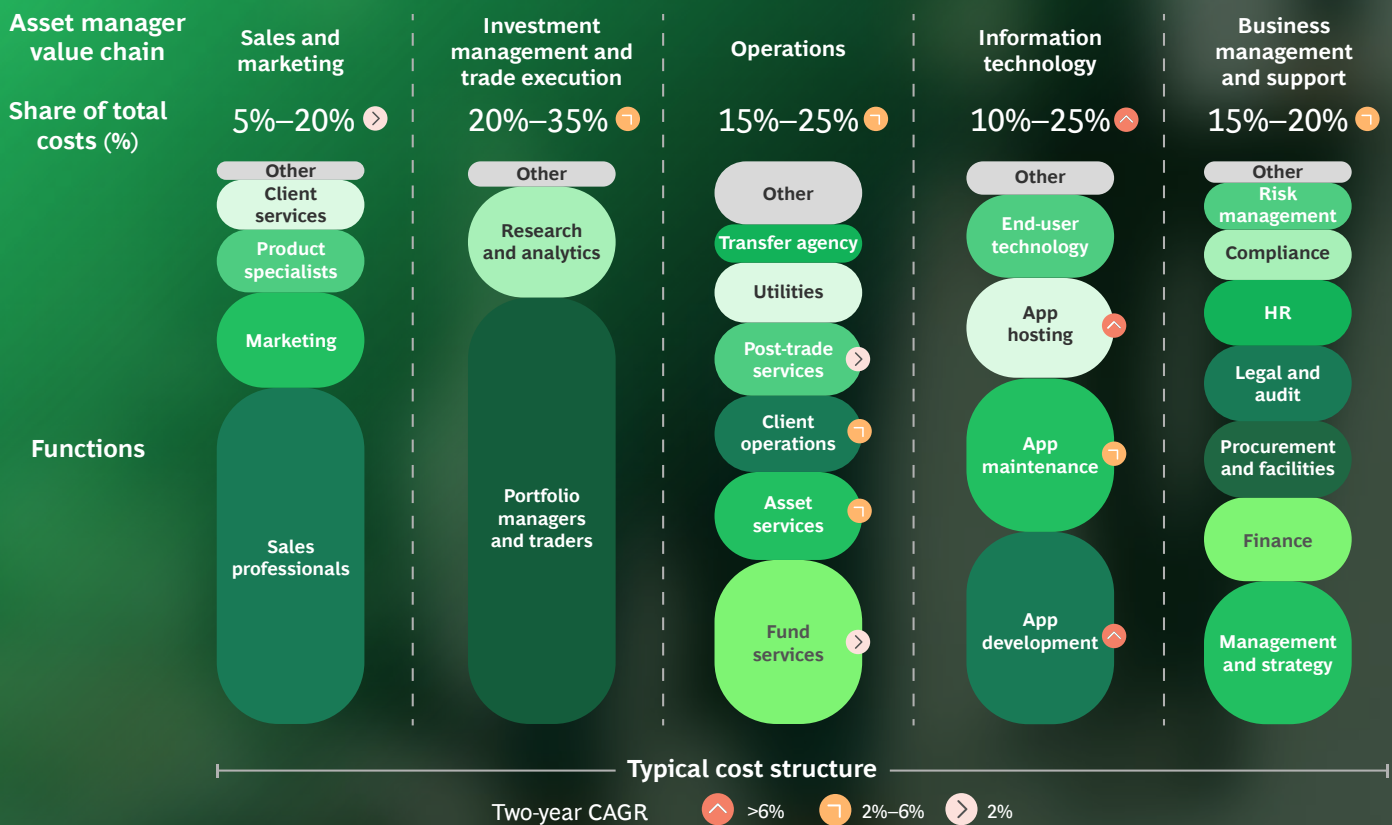 Asset manager
value chain
Sales and
marketing
Investment
management and
trade execution
Operations
Information
technology
Business
management
and support
Share of total
costs (%)
5%–20%
20%–35%
15%–25%
10%–25%
15%–20%
Functions
Other
Client
services
Product
specialists
Marketing
Sales
professionals
Other
Research
and analytics
Portfolio
managers
and traders
Other
Transfer agency
Utilities
Post-trade
services
Client
operations
Asset
services
Fund
services
Other
End-user
technology
App
hosting
App
maintenance
App
development
Other
Risk
management
Compliance
HR
Legal and
audit
Procurement
and facilities
Finance
Management
and strategy
Typical cost structure
Two-year CAGR >6% 2%–6% 2%